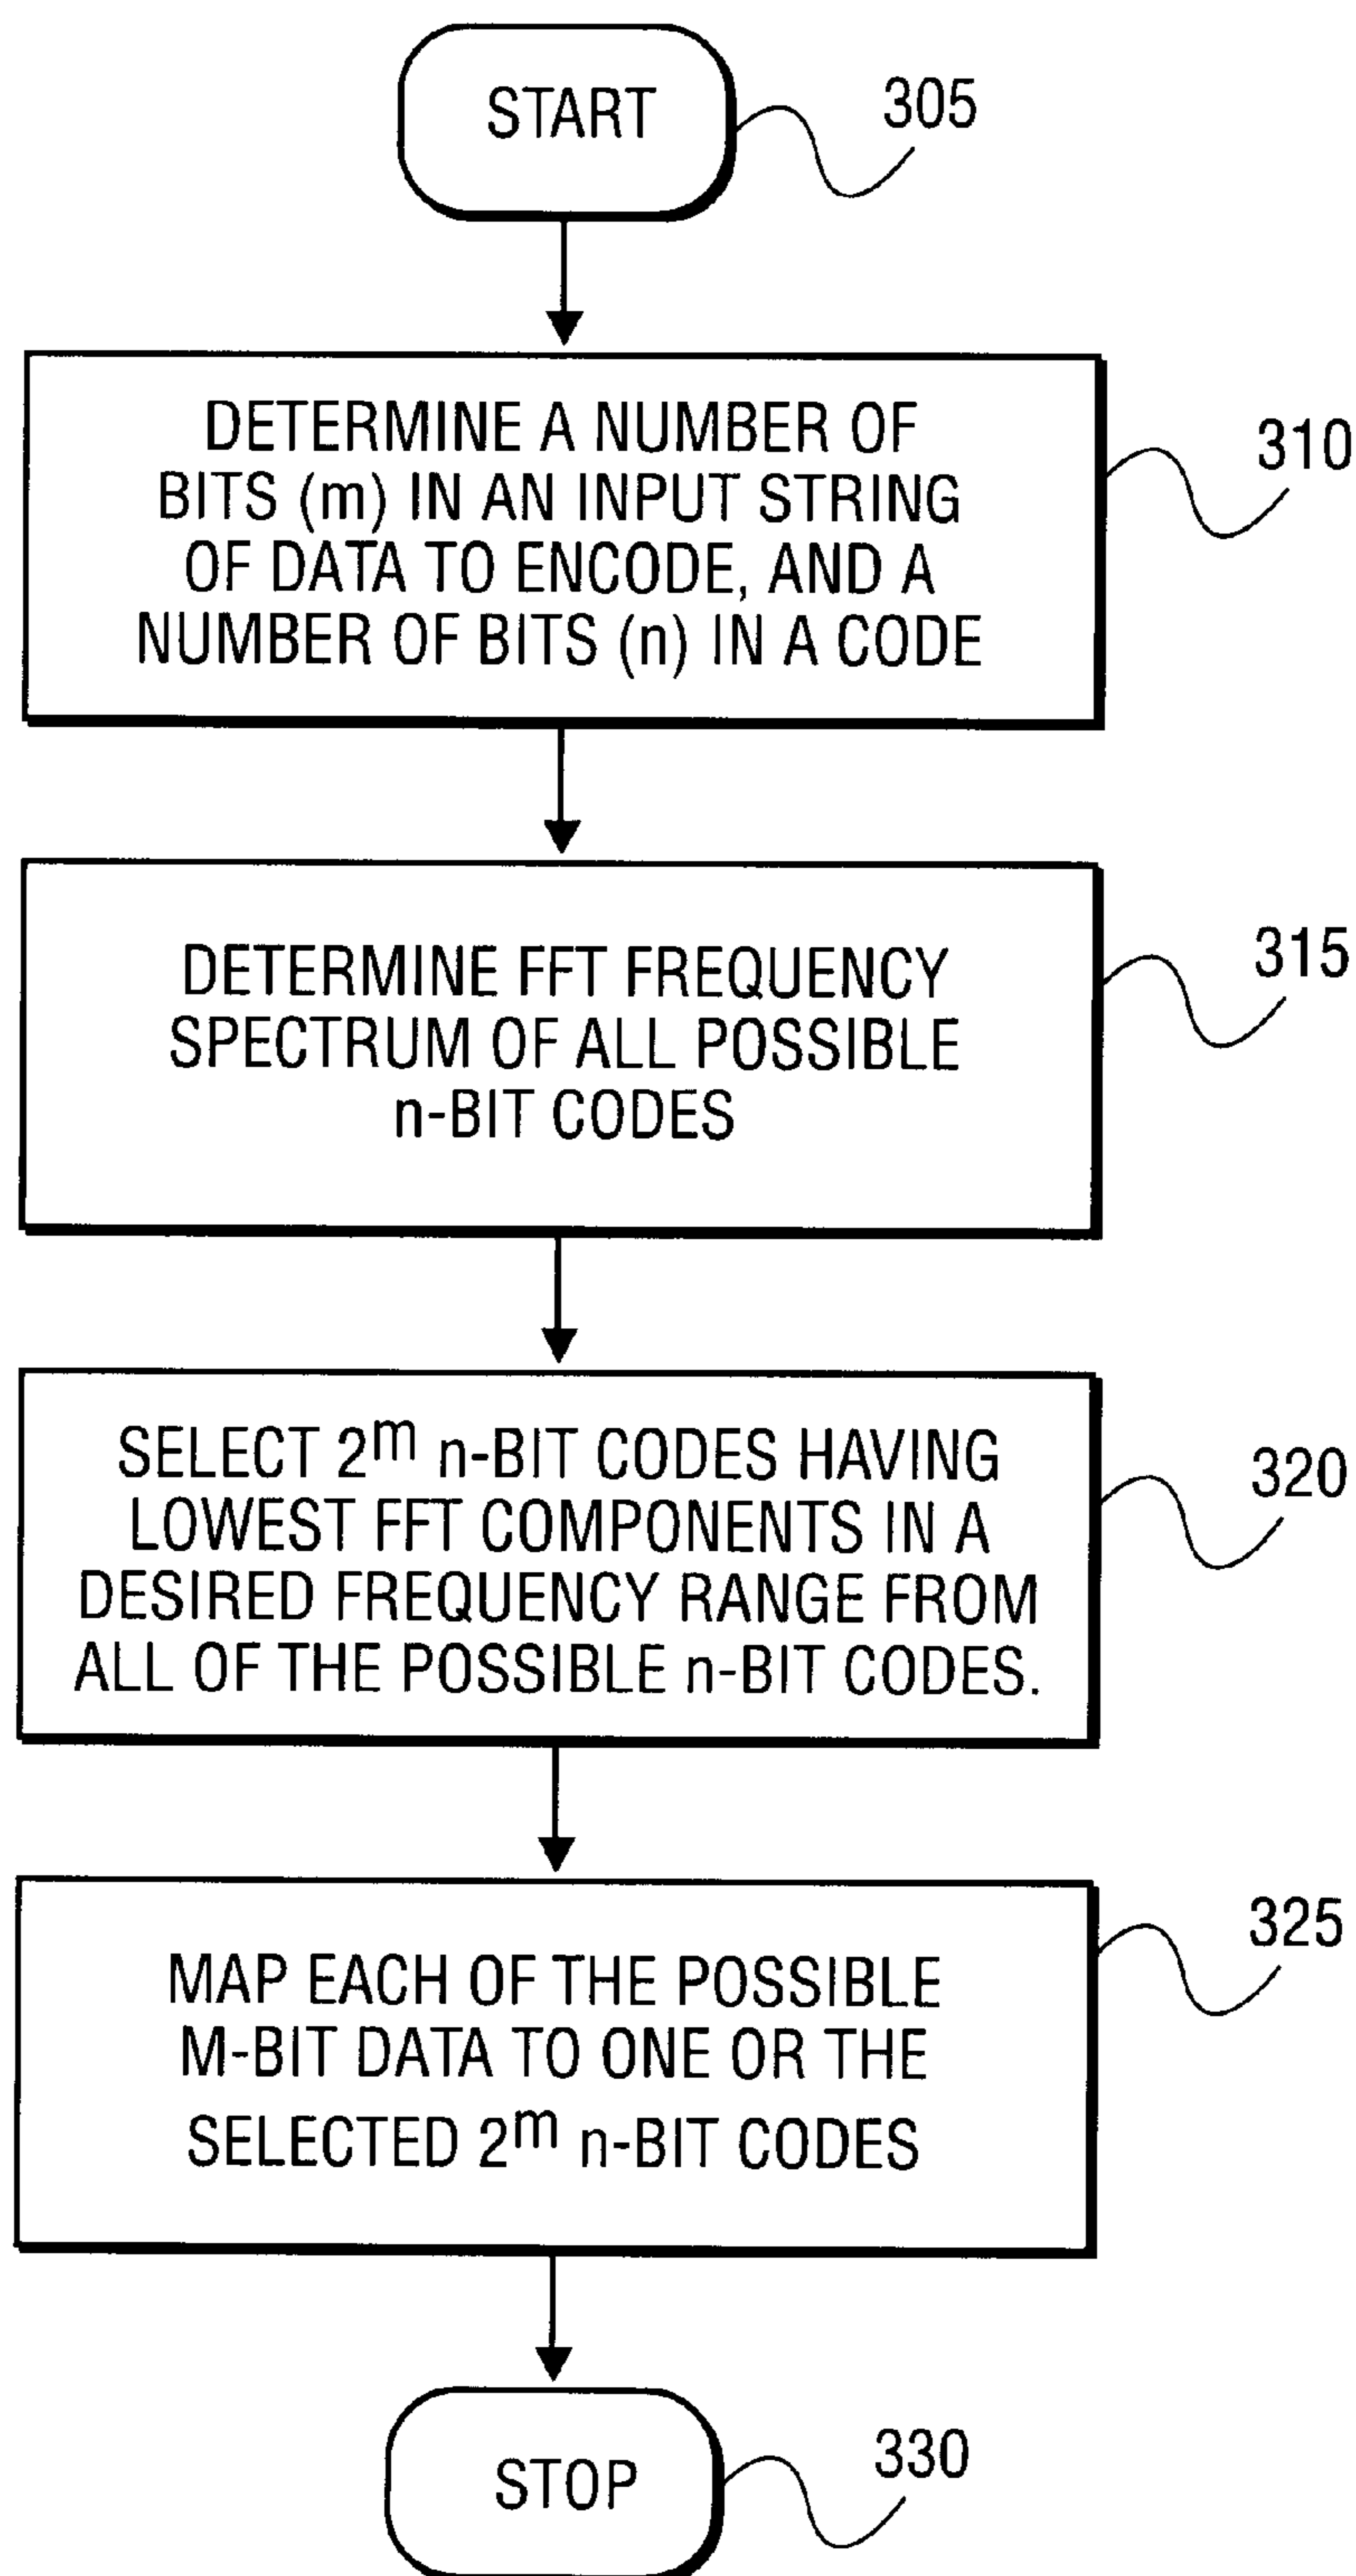 START
305
DETERMINE A NUMBER OF
BITS (m) IN AN INPUT STRING
OF DATA TO ENCODE, AND A
NUMBER OF BITS (n) IN A CODE
310
DETERMINE FFT FREQUENCY
SPECTRUM OF ALL POSSIBLE
n-BIT CODES
315
SELECT 2^m n-BIT CODES HAVING
LOWEST FFT COMPONENTS IN A
DESIRED FREQUENCY RANGE FROM
ALL OF THE POSSIBLE n-BIT CODES.
320
MAP EACH OF THE POSSIBLE
M-BIT DATA TO ONE OR THE
SELECTED 2^m n-BIT CODES
325
STOP
330